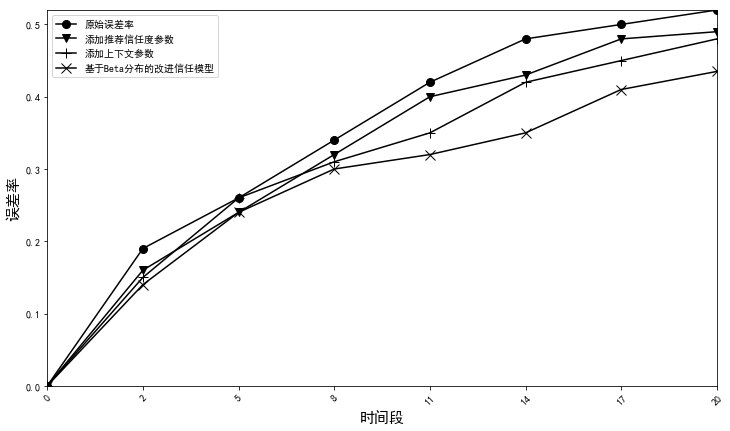 原始误差率
添加推荐信任度参数
添加上下文参数
基于Beta分布的改进信任模型
0.5
0.4
0.3
0.2
0.1
0.0
误差率
0 2 5 8 11 14 17 20
时间段